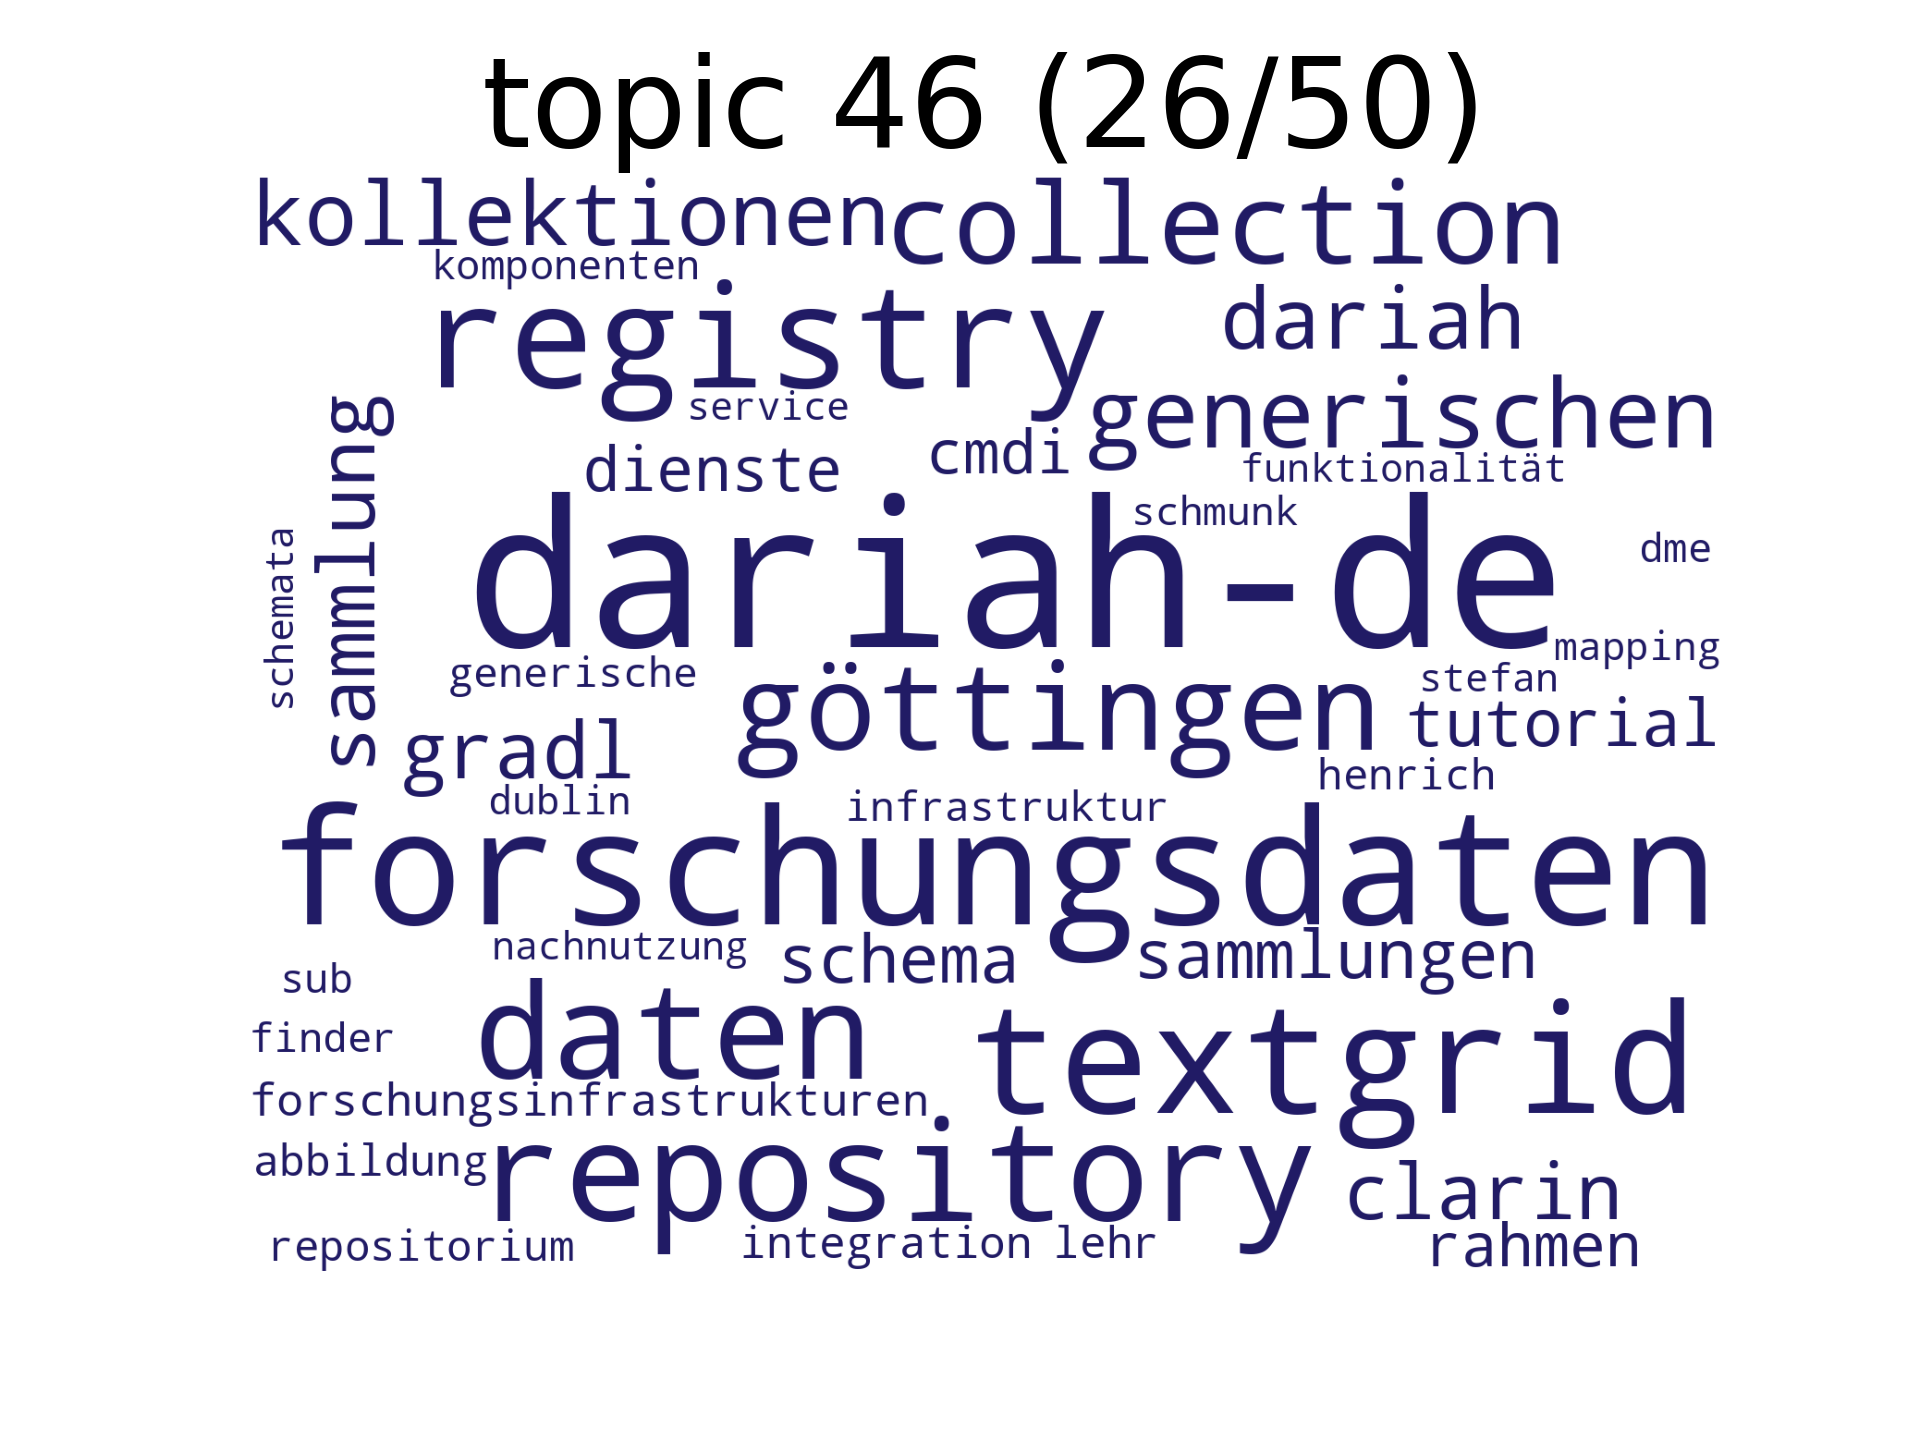 topic 46 (26/50)
kollektionen collection
komponenten
registry dariah
service generischen
sammlung dienste cmdi funktionalität
schmunk
dariah-de dme
schemata
mapping
generische göttingen stefan
gradl tutorial
henrich
dublin infrastruktur
forschungsdaten
nachnutzung schema sammlungen
sub
finder daten textgrid
forschungsinfrastrukturen
abbildung repository clarin
repositorium integration lehr rahmen